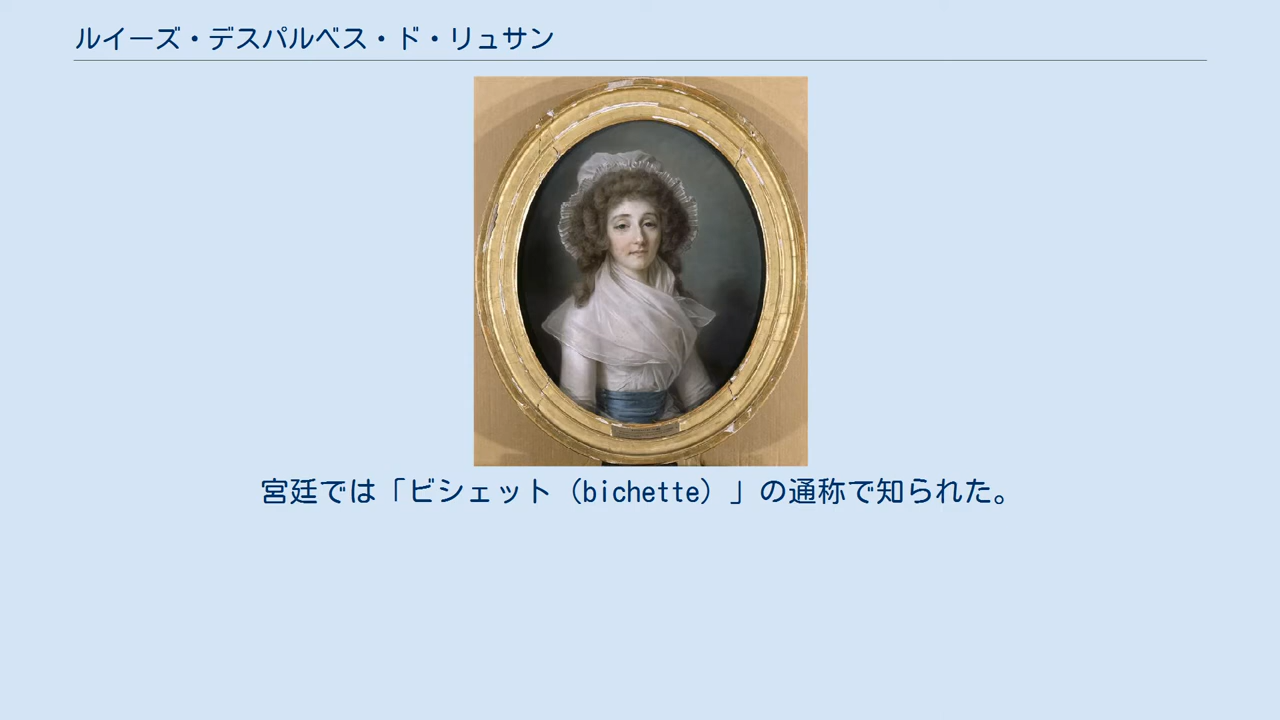 ルイーズ・デスパルベス・ド・リュサン
宮廷では「ビシェット（bichette）」の通称で知られた。